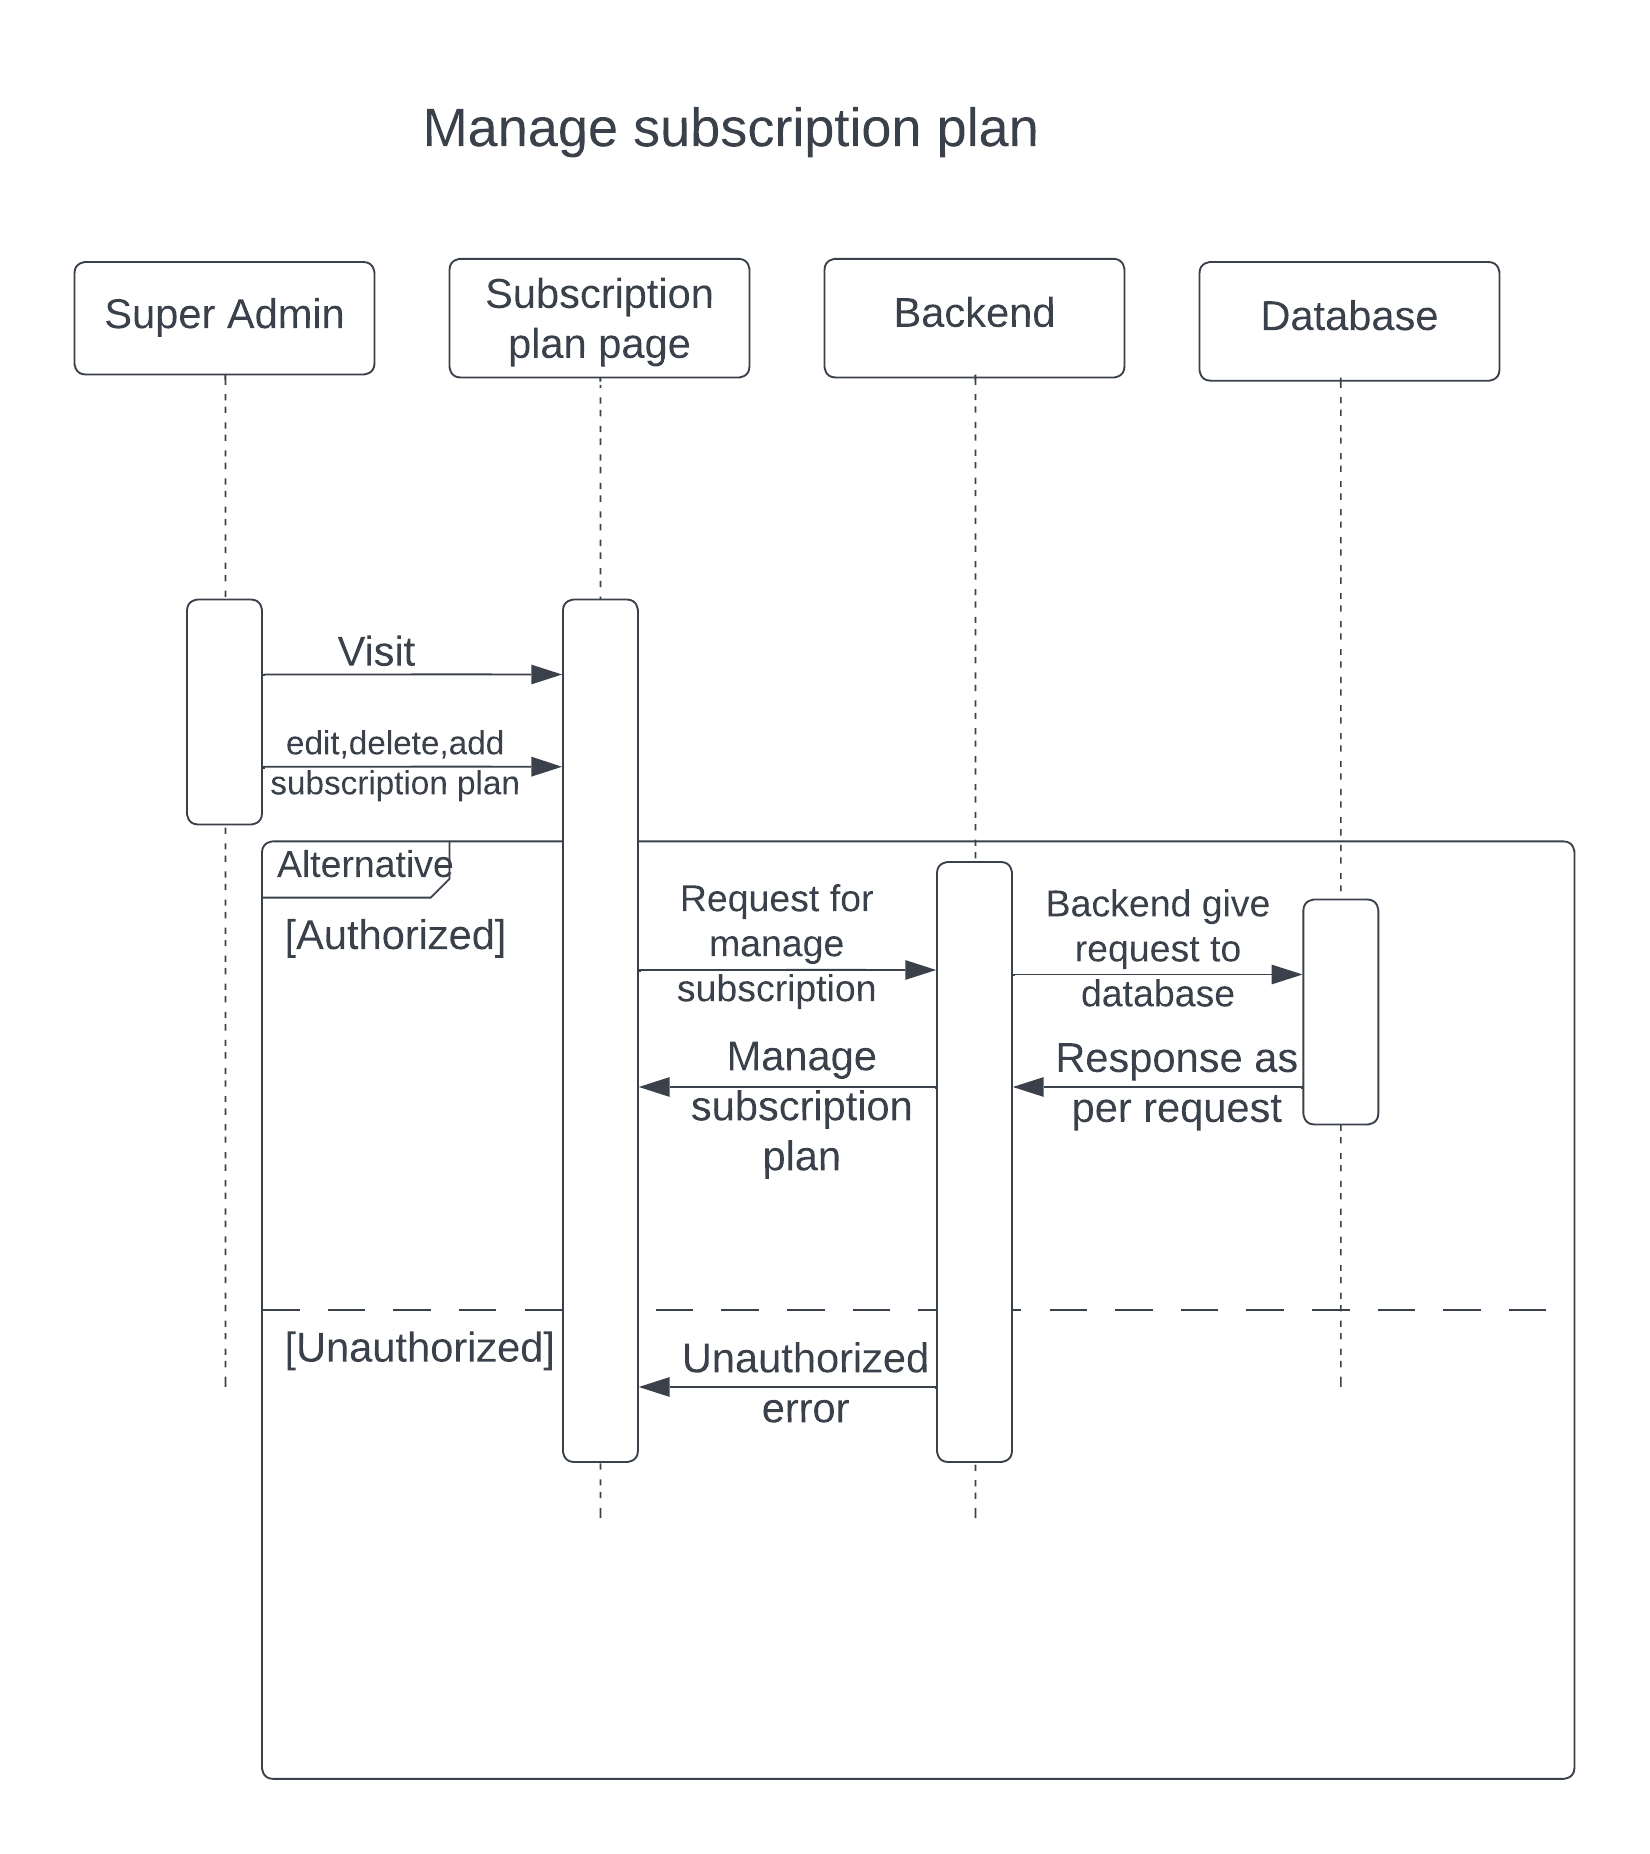 Manage subscription plan
Super Admin
Subscription
plan page
Backend
Database
Visit
edit,delete,add
subscription plan
Alternative
[Authorized]
Request for
manage
subscription
Backend give
request to
database
Manage
subscription
plan
Response as
per request
[Unauthorized]
Unauthorized
error